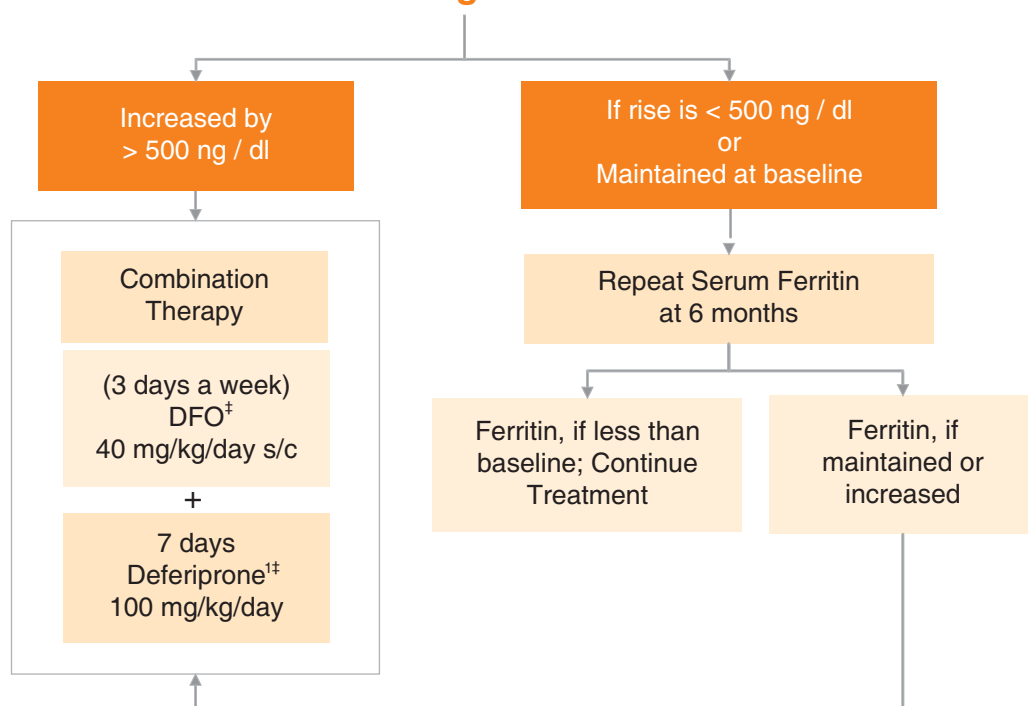 Increased by
> 500 ng / dl
If rise is < 500 ng / dl
or
Maintained at baseline
Combination
Therapy
(3 days a week)
DFO‡
40 mg/kg/day s/c
+
7 days
Deferiprone¹‡
100 mg/kg/day
Repeat Serum Ferritin
at 6 months
Ferritin, if less than
baseline; Continue
Treatment
Ferritin, if
maintained or
increased